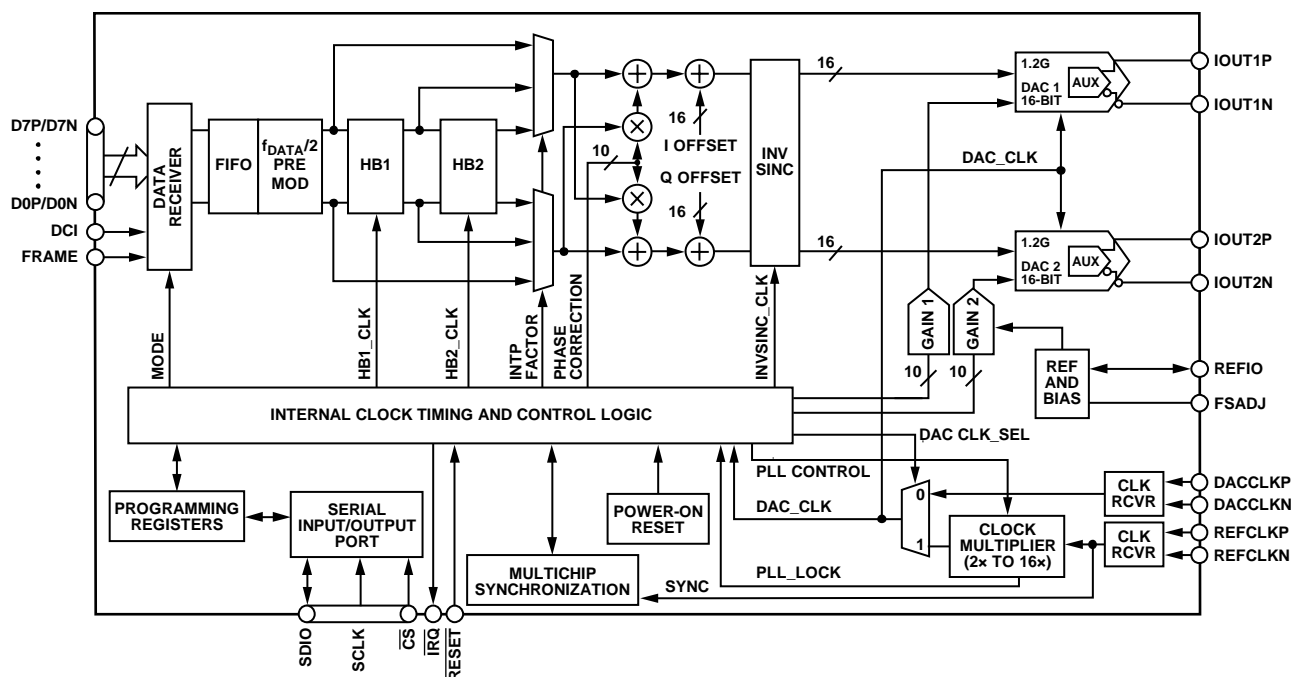 D7P/D7N
D0P/D0N
DCI
FRAME
DATA
RECEIVER
FIFO
fDATA/2
PRE
MOD
HB1
HB2
MODE
HB1_CLK
HB2_CLK
INTP
FACTOR
PHASE
CORRECTION
10
16
I OFFSET
Q OFFSET
16
INV
SINC
INVSINC_CLK
16
16
1.2G
DAC 1
16-BIT
AUX
IOUT1P
IOUT1N
DAC_CLK
1.2G
DAC 2
16-BIT
AUX
IOUT2P
IOUT2N
GAIN 1
GAIN 2
10
10
REF
AND
BIAS
REFIO
FSADJ
INTERNAL CLOCK TIMING AND CONTROL LOGIC
DAC CLK_SEL
PLL CONTROL
DAC_CLK
PLL_LOCK
0
1
CLOCK
MULTIPLIER
(2× TO 16×)
CLK
RCVR
CLK
RCVR
DACCLKP
DACCLKN
REFCLKP
REFCLKN
PROGRAMMING
REGISTERS
SERIAL
INPUT/OUTPUT
PORT
POWER-ON
RESET
MULTICHIP
SYNCHRONIZATION
SYNC
SDIO
SCLK
CS
IRQ
RESET